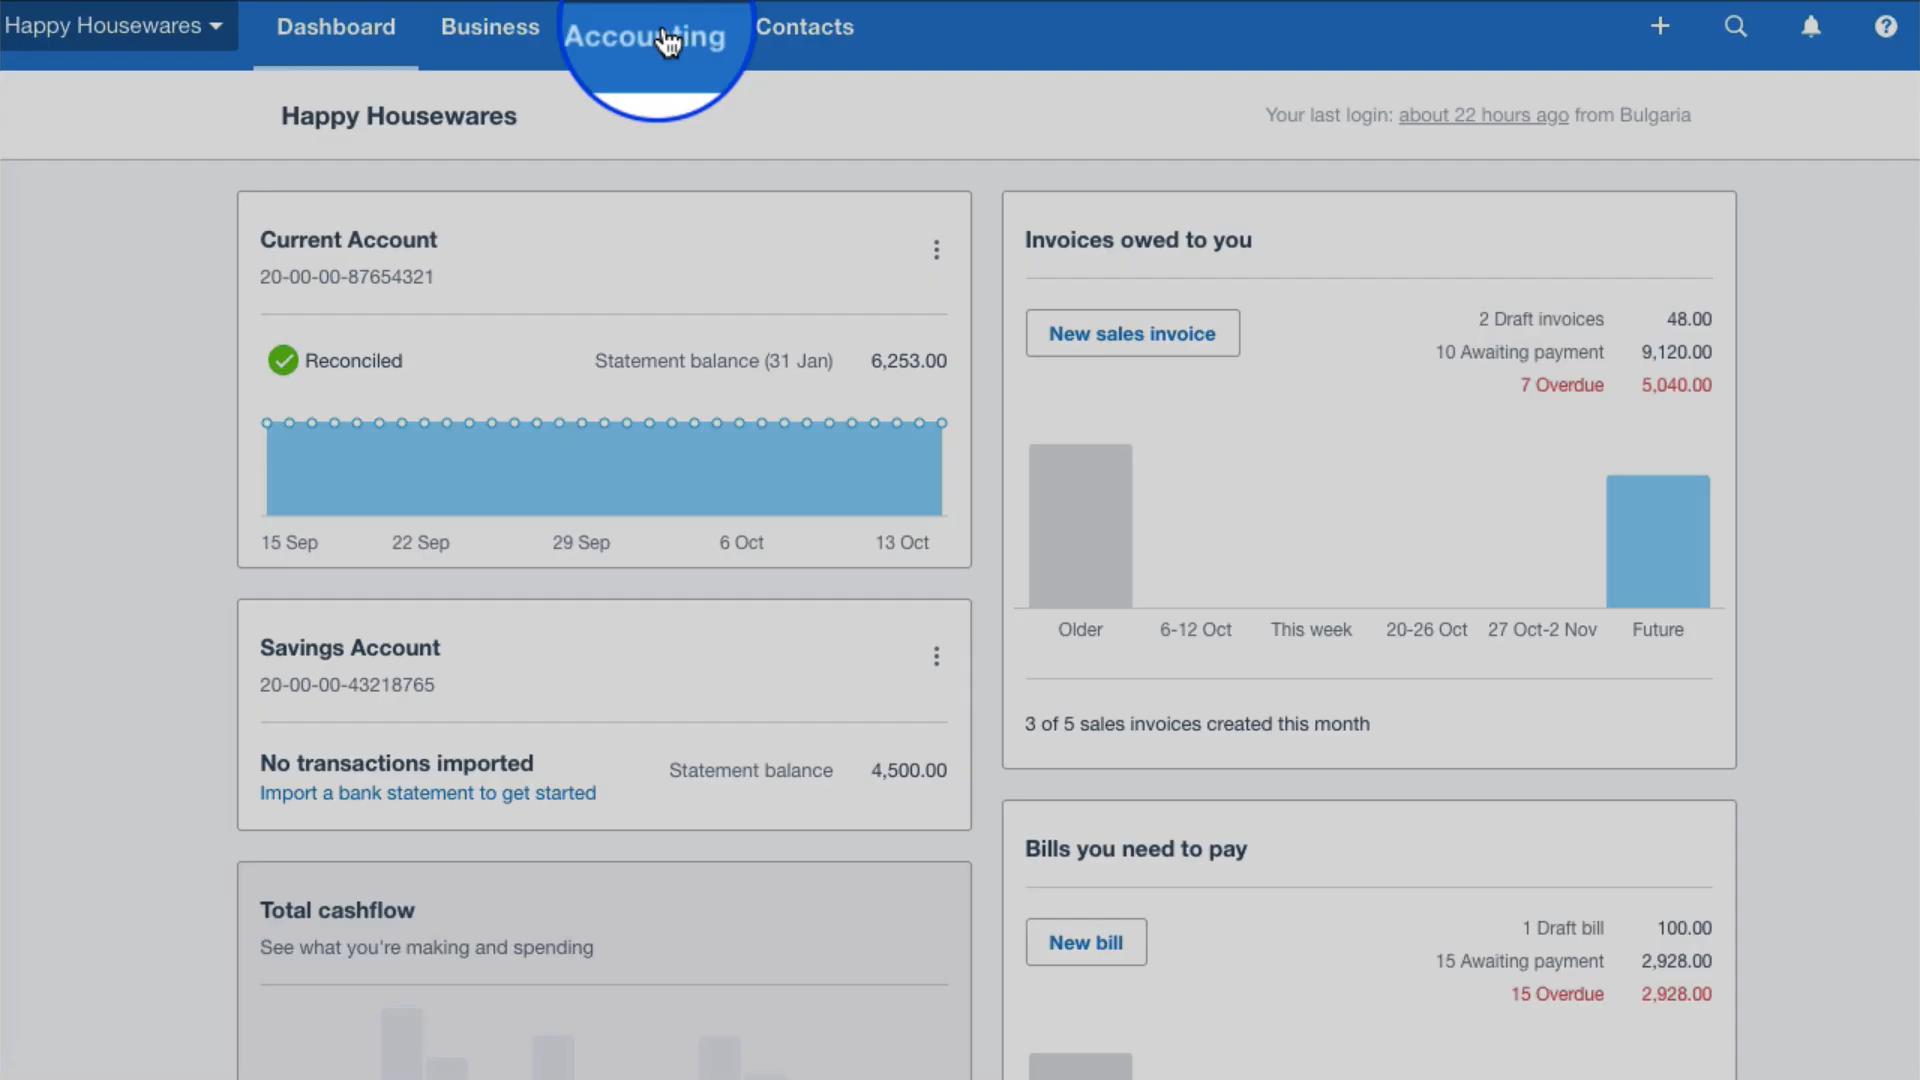 Happy Housewares
Dashboard
Business
Accounting
Contacts
Happy Housewares
Your last login: about 22 hours ago from Bulgaria
Current Account
20-00-00-87654321
Reconciled
Statement balance (31 Jan) 6,253.00
15 Sep 22 Sep 29 Sep 6 Oct 13 Oct
Savings Account
20-00-00-43218765
No transactions imported
Import a bank statement to get started
Statement balance 4,500.00
Total cashflow
See what you're making and spending
Invoices owed to you
New sales invoice
2 Draft invoices 48.00
10 Awaiting payment 9,120.00
7 Overdue 5,040.00
Older 6-12 Oct This week 20-26 Oct 27 Oct-2 Nov Future
3 of 5 sales invoices created this month
Bills you need to pay
New bill
1 Draft bill 100.00
15 Awaiting payment 2,928.00
15 Overdue 2,928.00